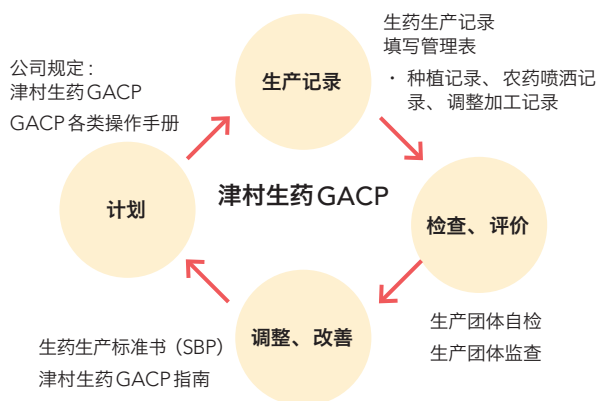 生药生产记录
填写管理表
· 种植记录、农药喷洒记
录、调整加工记录
生产记录
公司规定：
津村生药GACP
GACP各类操作手册
计划
津村生药GACP
检查、评价
调整、改善
生产团体自检
生产团体监查
生药生产标准书（SBP）
津村生药GACP指南